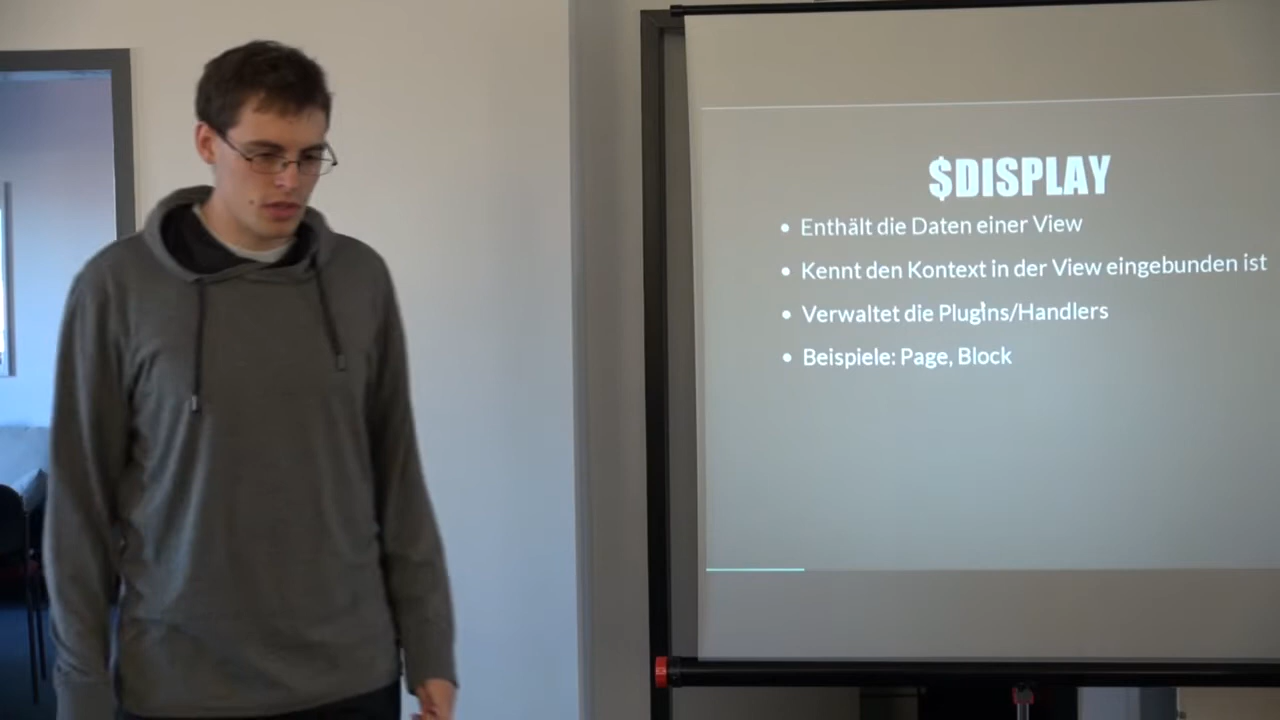 $DISPLAY
Enthält die Daten einer View
Kennt den Kontext in der View eingebunden ist
Verwaltet die Plugins/Handlers
Beispiele: Page, Block